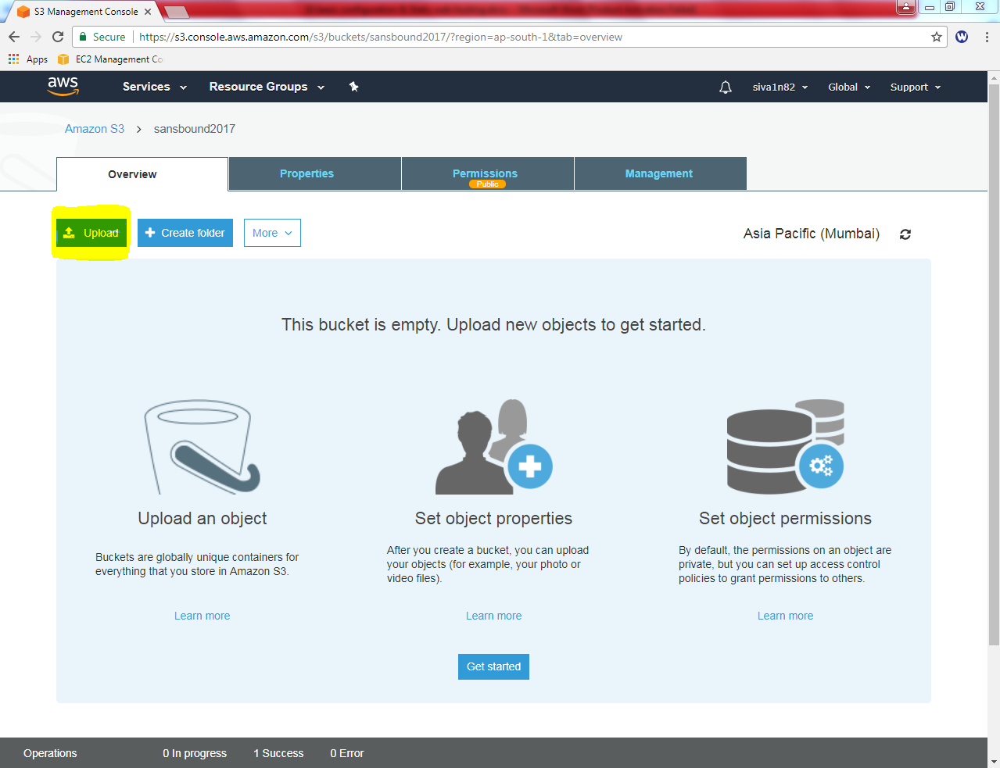 S3 Management Console
Secure https://s3.console.aws.amazon.com/s3/buckets/sansbound2017/?region=ap-south-1&tab=overview
Apps EC2 Management Co
aws Services Resource Groups siva1n82 Global Support
Amazon S3 > sansbound2017
Overview Properties Permissions Management
Public
Upload Create folder More Asia Pacific (Mumbai)
This bucket is empty. Upload new objects to get started.
Upload an object
Buckets are globally unique containers for
everything that you store in Amazon S3.
Learn more
Set object properties
After you create a bucket, you can upload
your objects (for example, your photo or
video files).
Learn more
Set object permissions
By default, the permissions on an object are
private, but you can set up access control
policies to grant permissions to others.
Learn more
Get started
Operations 0 In progress 1 Success 0 Error